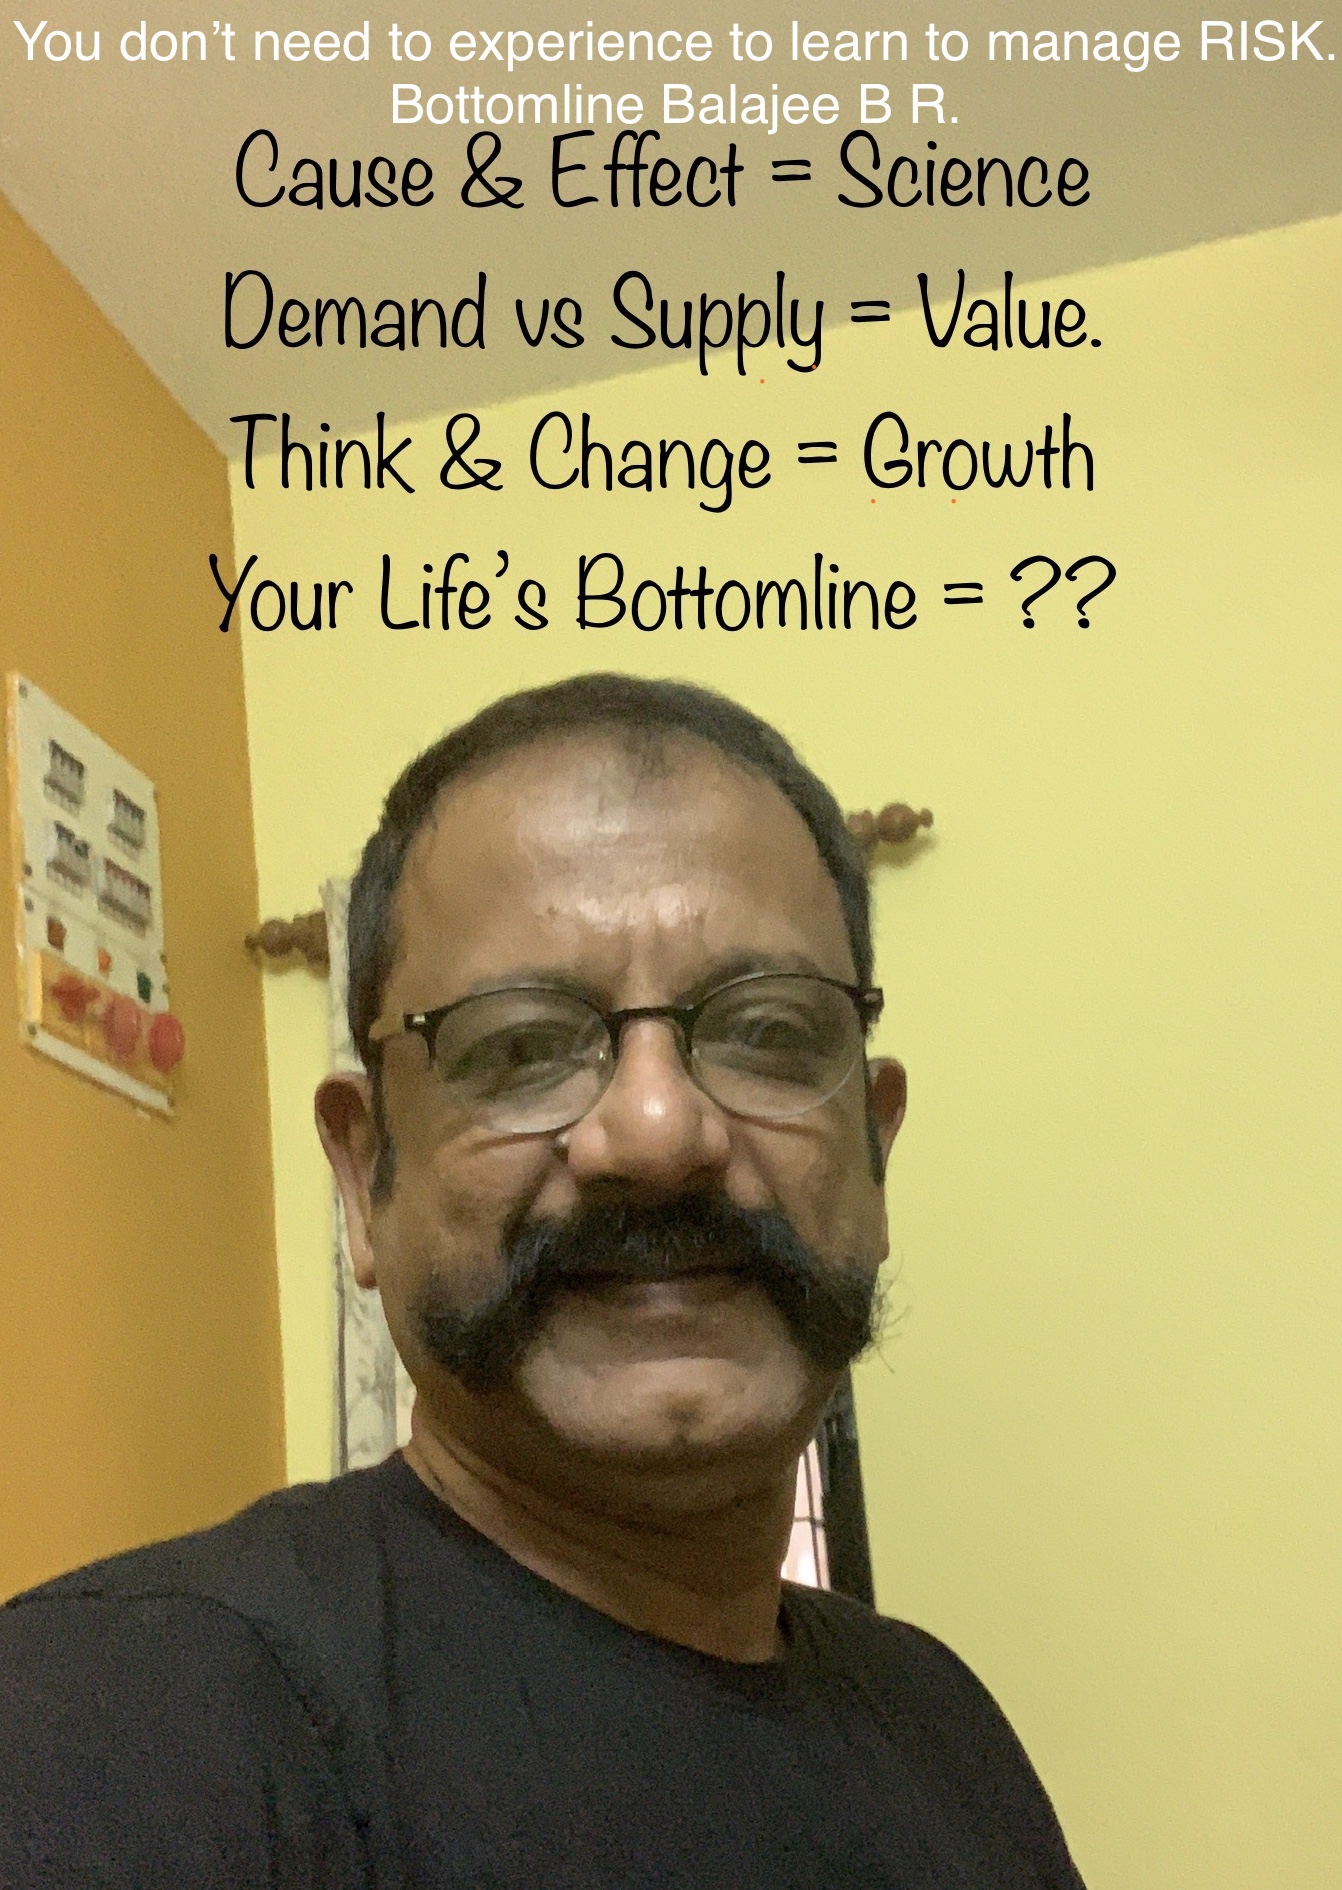 You don’t need to experience to learn to manage RISK.
Bottomline Balajee B R.
Cause & Effect = Science
Demand vs Supply = Value.
Think & Change = Growth
Your Life’s Bottomline = ??